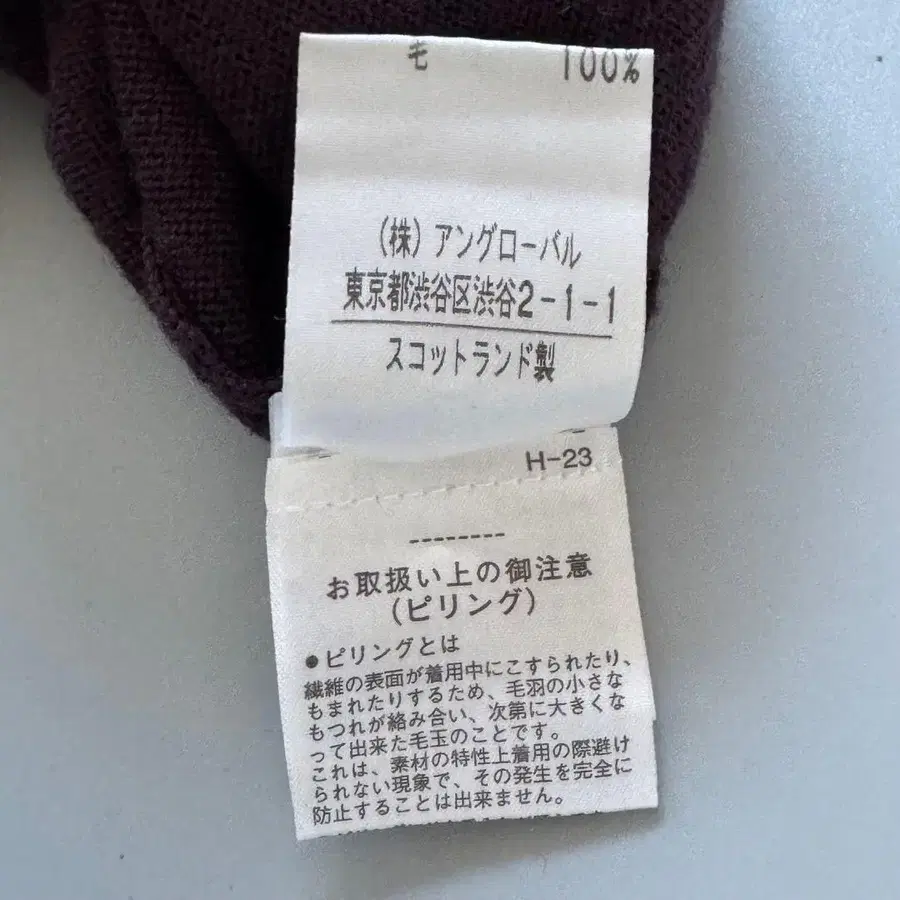 毛 100%
(株) アングローバル
東京都渋谷区渋谷2-1-1
スコットランド製
H-23
--------
お取扱い上の御注意
(ピリング)
●ピリングとは
繊維の表面が着用中にこすられたり、
もまれたりするため、毛羽の小さな
もつれが絡み合い、次第に大きくな
って出来た毛玉のことです。
これは、素材の特性上着用の際避け
られない現象で、その発生を完全に
防止することは出来ません。